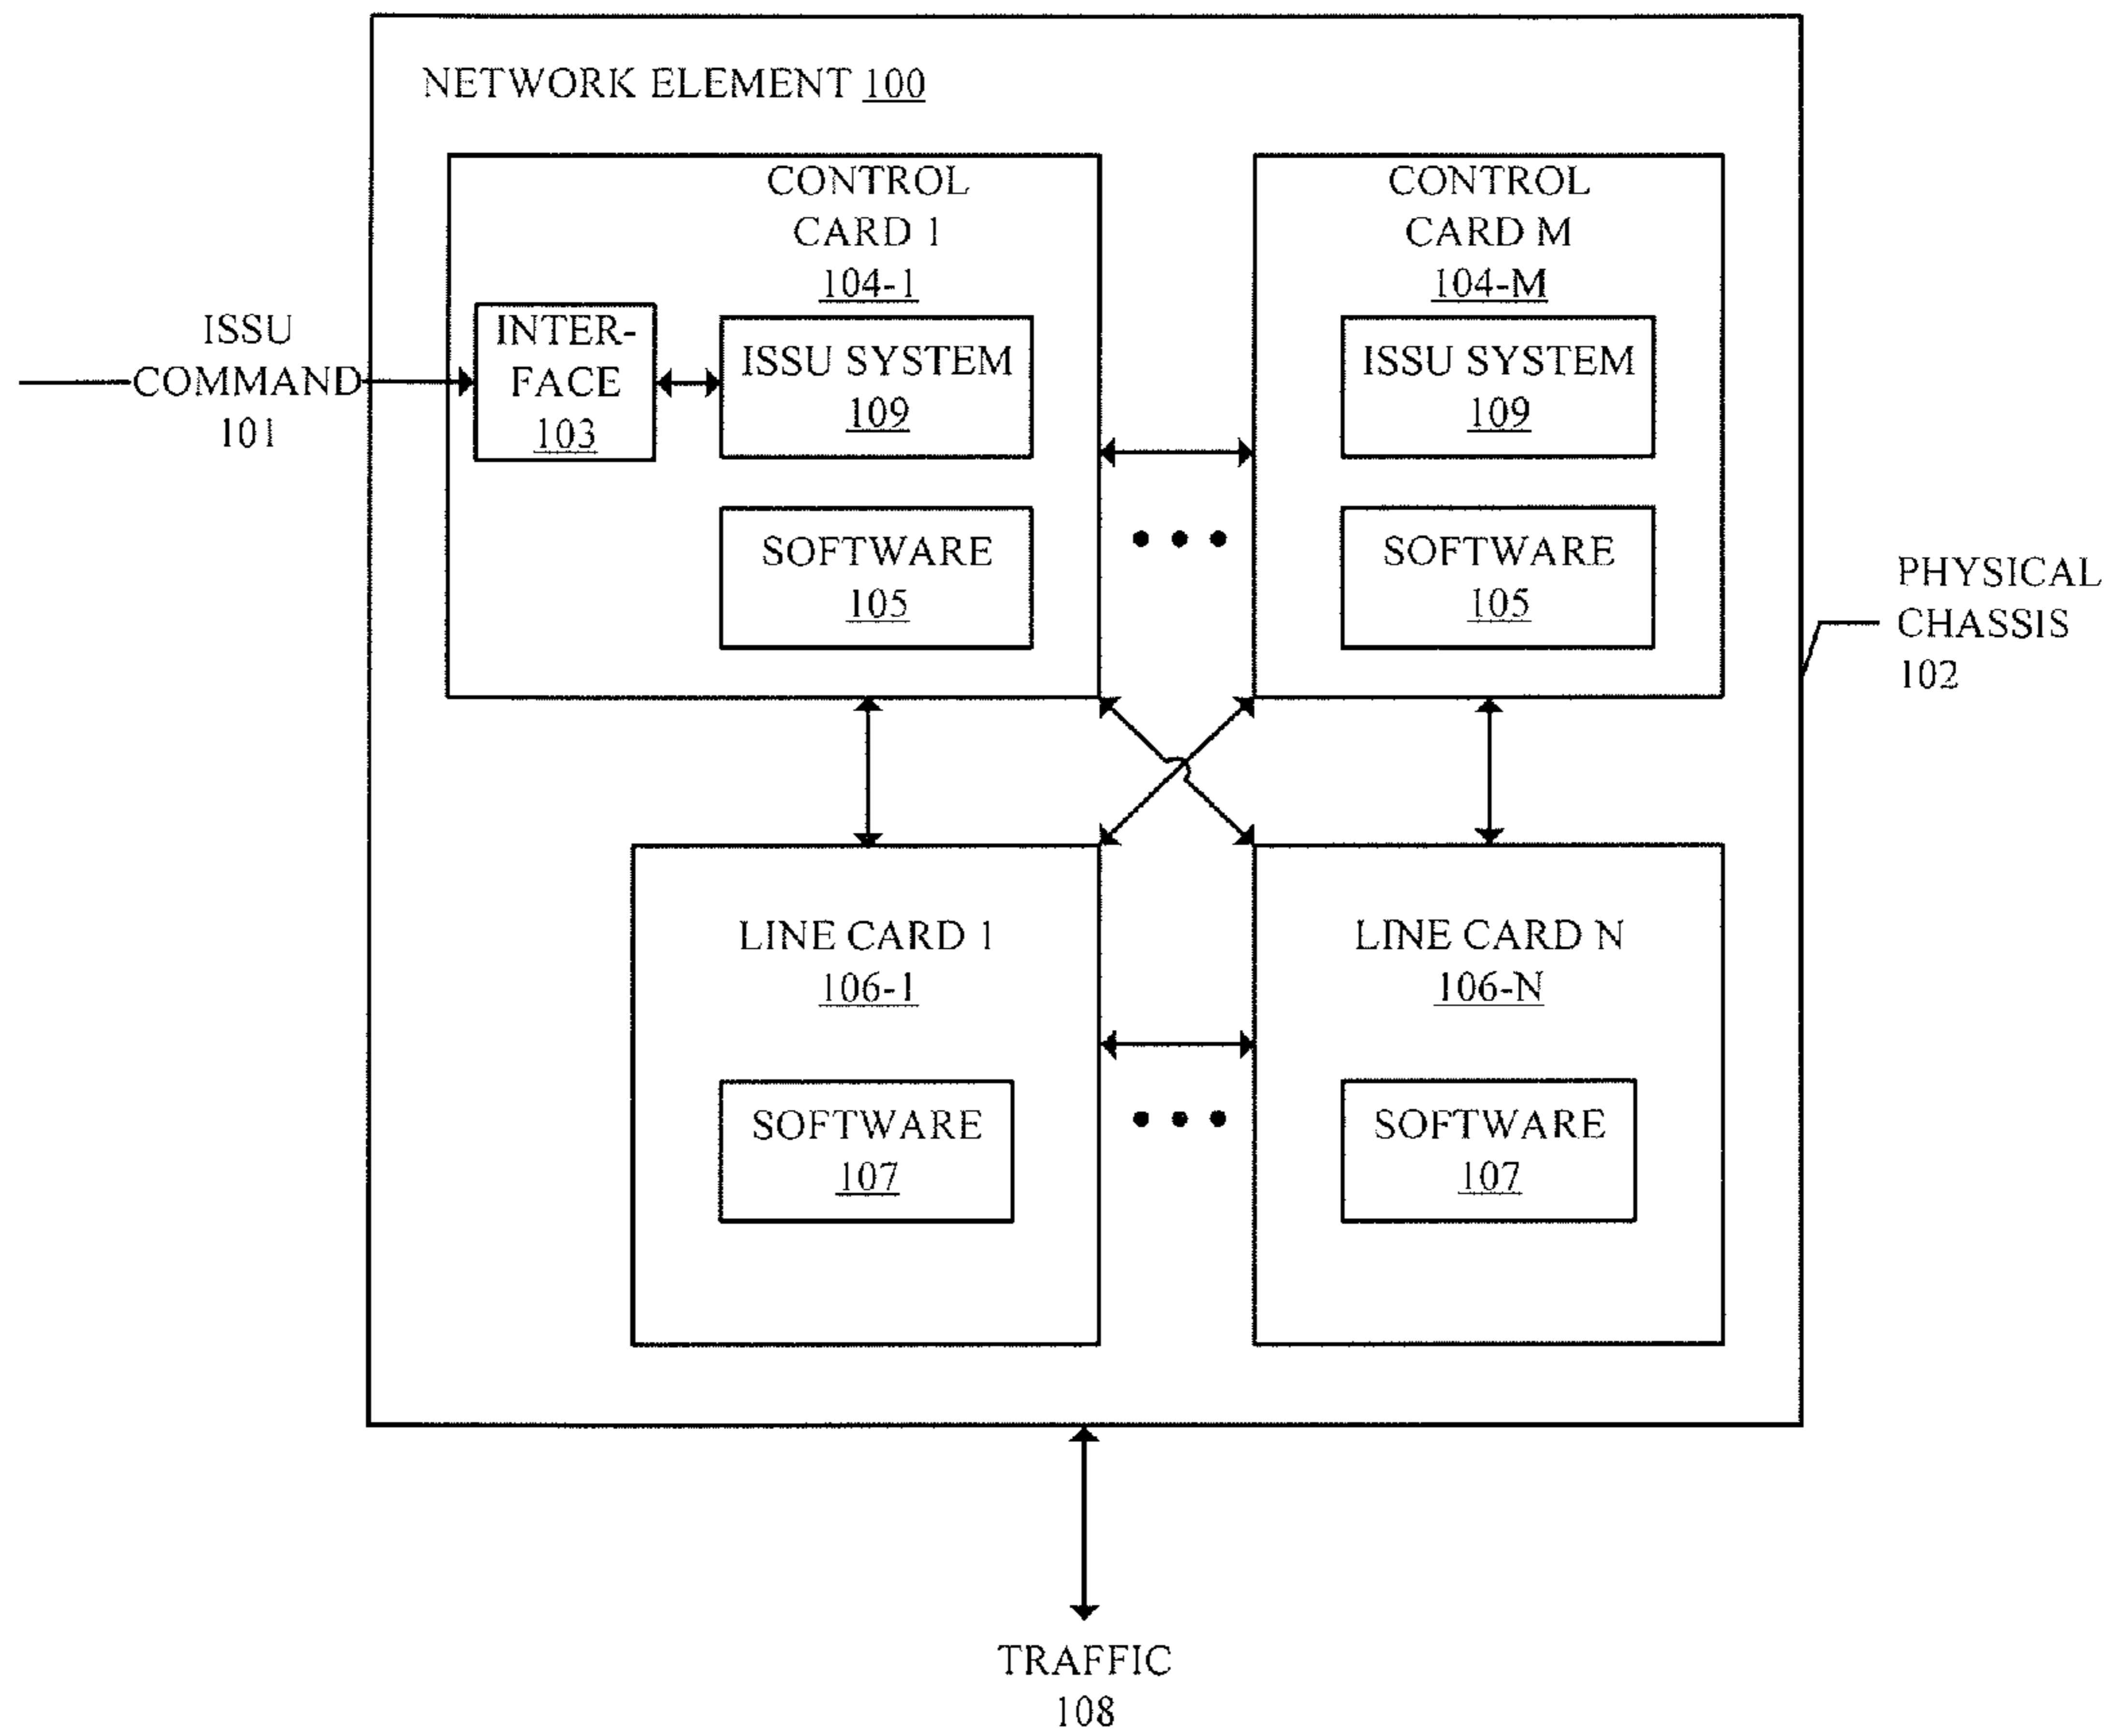 NETWORK ELEMENT 100
CONTROL
CARD 1
104-1
CONTROL
CARD M
104-M
ISSU
COMMAND
101
INTER-
FACE
103
ISSU SYSTEM
109
ISSU SYSTEM
109
SOFTWARE
105
SOFTWARE
105
PHYSICAL
CHASSIS
102
LINE CARD 1
106-1
LINE CARD N
106-N
SOFTWARE
107
SOFTWARE
107
TRAFFIC
108